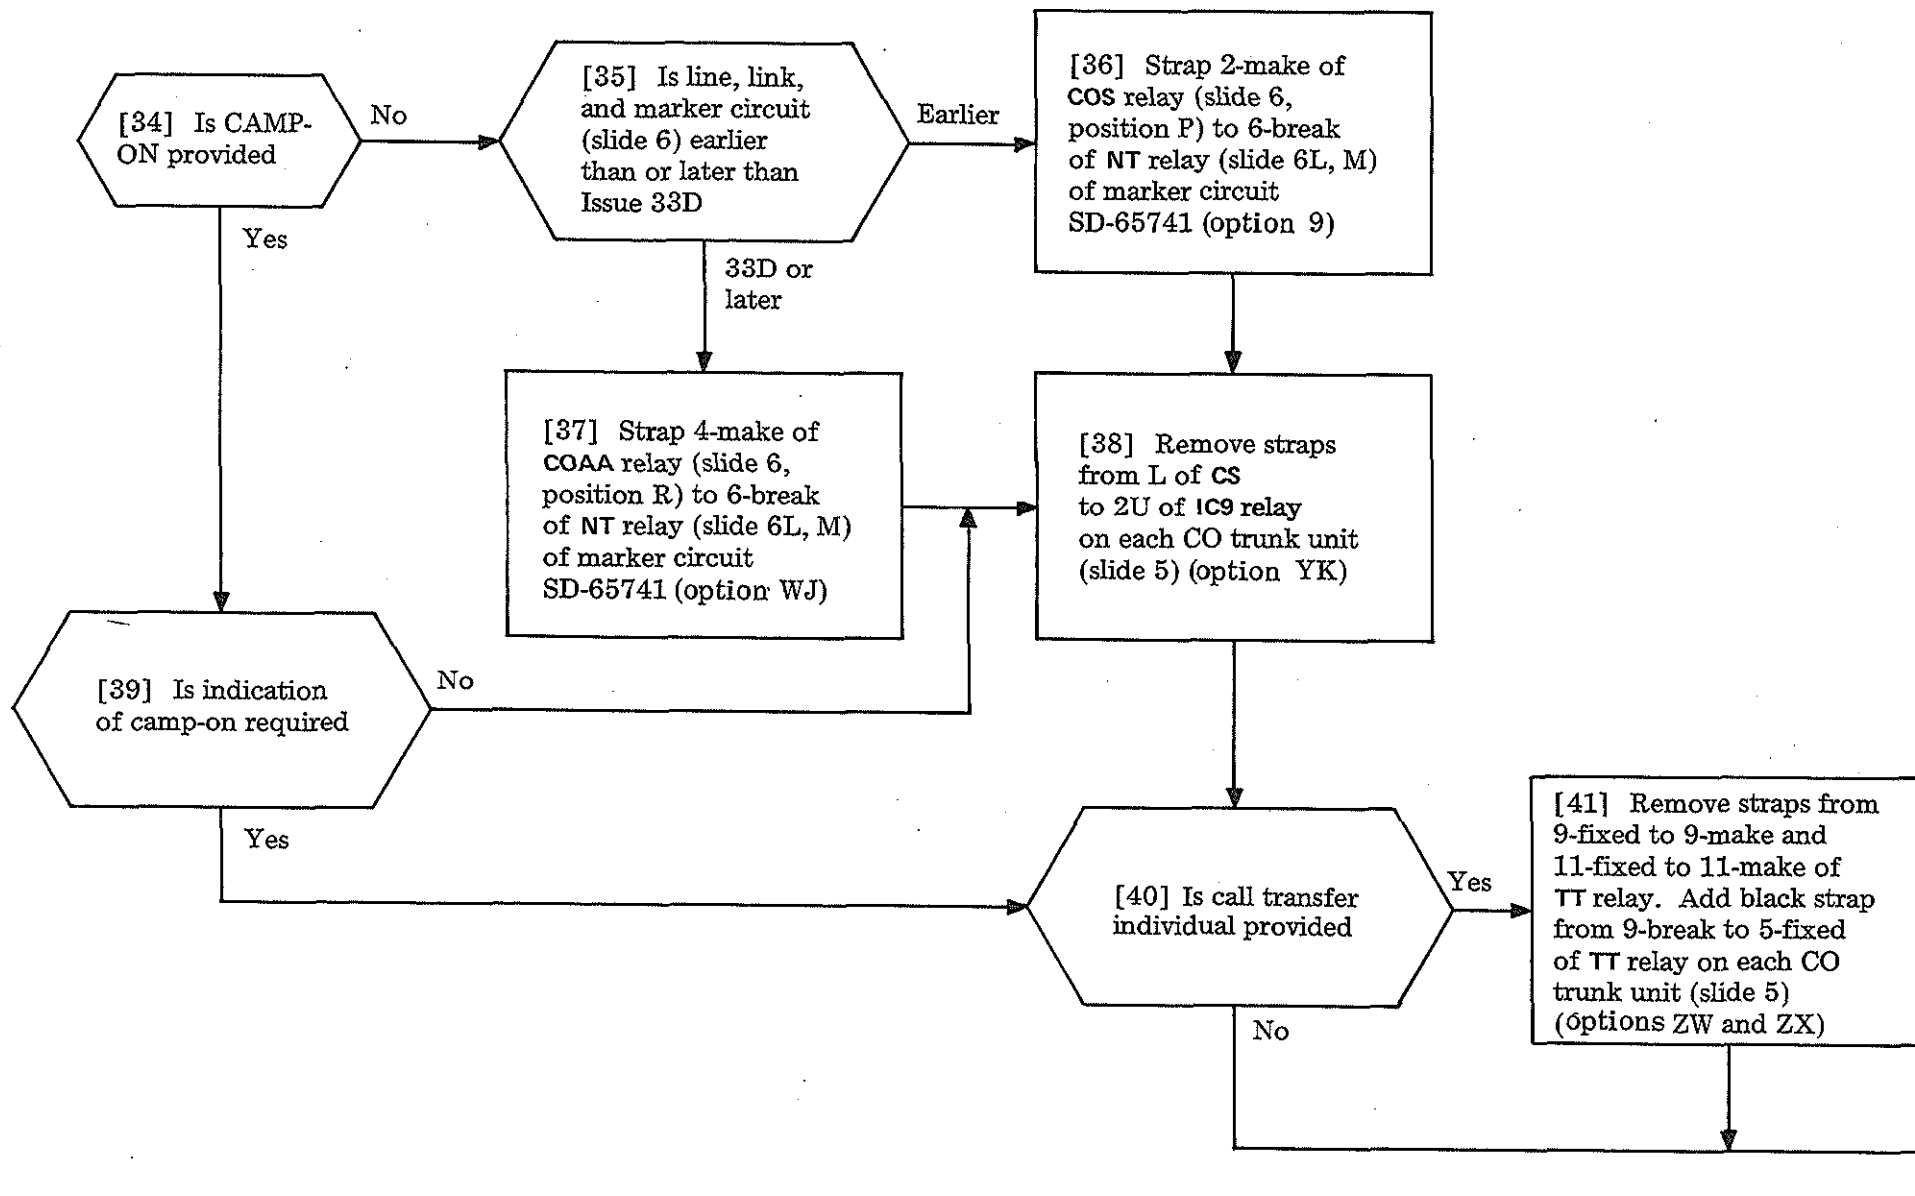 [34] Is CAMP-
ON provided
No
Yes
[35] Is line, link,
and marker circuit
(slide 6) earlier
than or later than
Issue 33D
Earlier
33D or
later
[36] Strap 2-make of
COS relay (slide 6,
position P) to 6-break
of NT relay (slide 6L, M)
of marker circuit
SD-65741 (option 9)
[37] Strap 4-make of
COAA relay (slide 6,
position R) to 6-break
of NT relay (slide 6L, M)
of marker circuit
SD-65741 (option WJ)
[38] Remove straps
from L of CS
to 2U of IC9 relay
on each CO trunk unit
(slide 5) (option YK)
[39] Is indication
of camp-on required
No
Yes
[40] Is call transfer
individual provided
Yes
No
[41] Remove straps from
9-fixed to 9-make and
11-fixed to 11-make of
TT relay. Add black strap
from 9-break to 5-fixed
of TT relay on each CO
trunk unit (slide 5)
(options ZW and ZX)